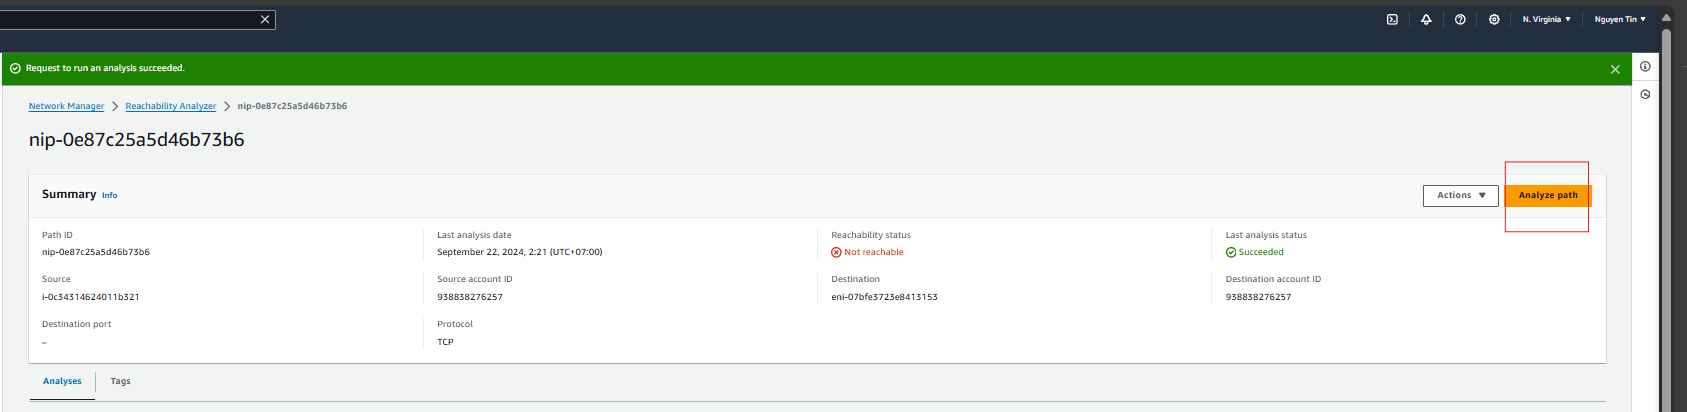 N. Virginia ▼ Nguyen Tin ▼
Request to run an analysis succeeded.
Network Manager > Reachability Analyzer > nip-0e87c25a5d46b73b6
nip-0e87c25a5d46b73b6
Summary Info
Actions ▼ Analyze path
Path ID
nip-0e87c25a5d46b73b6
Last analysis date
September 22, 2024, 2:21 (UTC+07:00)
Reachability status
Not reachable
Last analysis status
Succeeded
Source
i-0c34314624011b321
Source account ID
938838276257
Destination
eni-07bfe3723e8413153
Destination account ID
938838276257
Destination port
–
Protocol
TCP
Analyses Tags